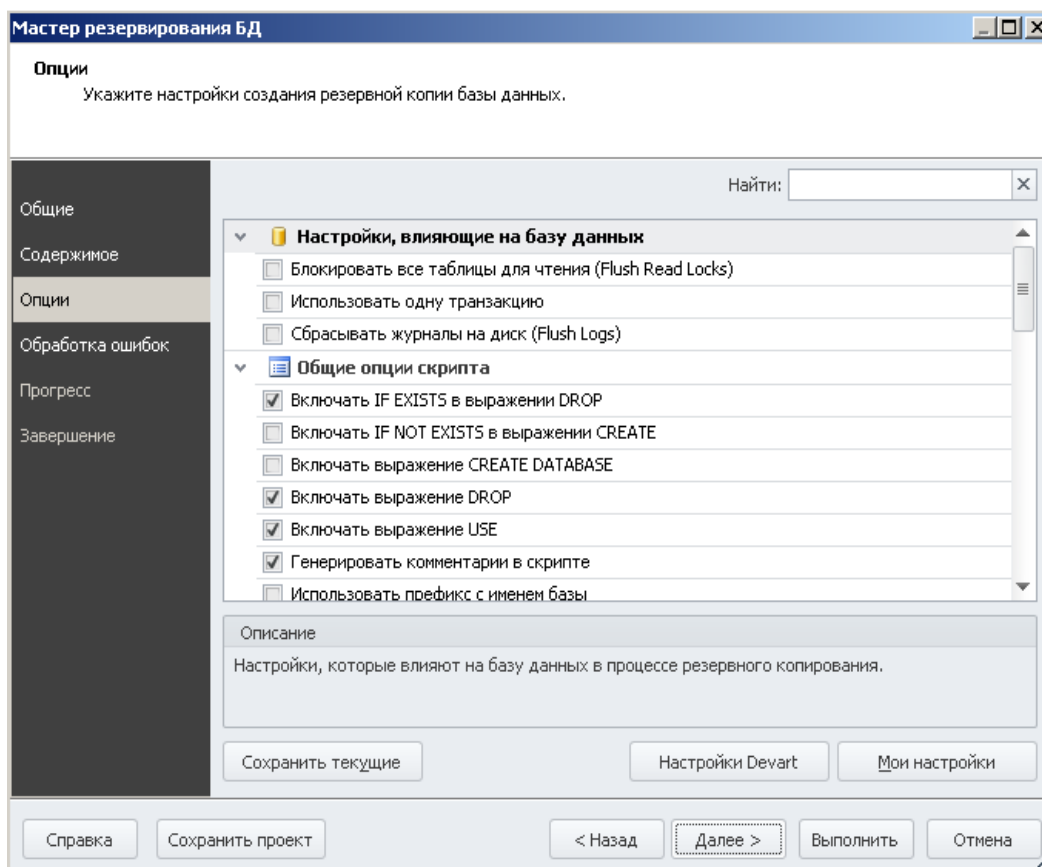 Мастер резервирования БД
Опции
Укажите настройки создания резервной копии базы данных.
Общие
Содержимое
Опции
Обработка ошибок
Прогресс
Завершение
Найти:
Настройки, влияющие на базу данных
Блокировать все таблицы для чтения (Flush Read Locks)
Использовать одну транзакцию
Сбрасывать журналы на диск (Flush Logs)
Общие опции скрипта
Включать IF EXISTS в выражении DROP
Включать IF NOT EXISTS в выражении CREATE
Включать выражение CREATE DATABASE
Включать выражение DROP
Включать выражение USE
Генерировать комментарии в скрипте
Использовать префикс с именем базы
Описание
Настройки, которые влияют на базу данных в процессе резервного копирования.
Сохранить текущие
Настройки Devart
Мои настройки
Справка
Сохранить проект
< Назад
Далее >
Выполнить
Отмена